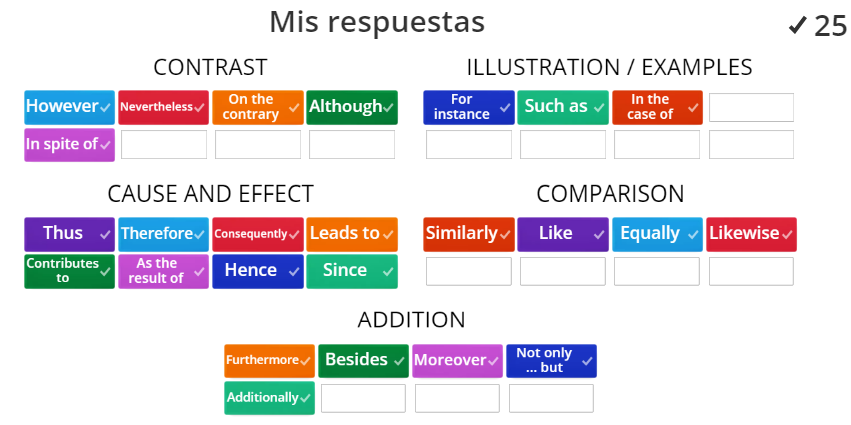 Mis respuestas
✓ 25
CONTRAST
However
Nevertheless
On the
contrary
Although
In spite of
ILLUSTRATION / EXAMPLES
For
instance
Such as
In the
case of
CAUSE AND EFFECT
Thus
Therefore
Consequently
Leads to
Contributes
to
As the
result of
Hence
Since
COMPARISON
Similarly
Like
Equally
Likewise
ADDITION
Furthermore
Besides
Moreover
Not only
... but
Additionally